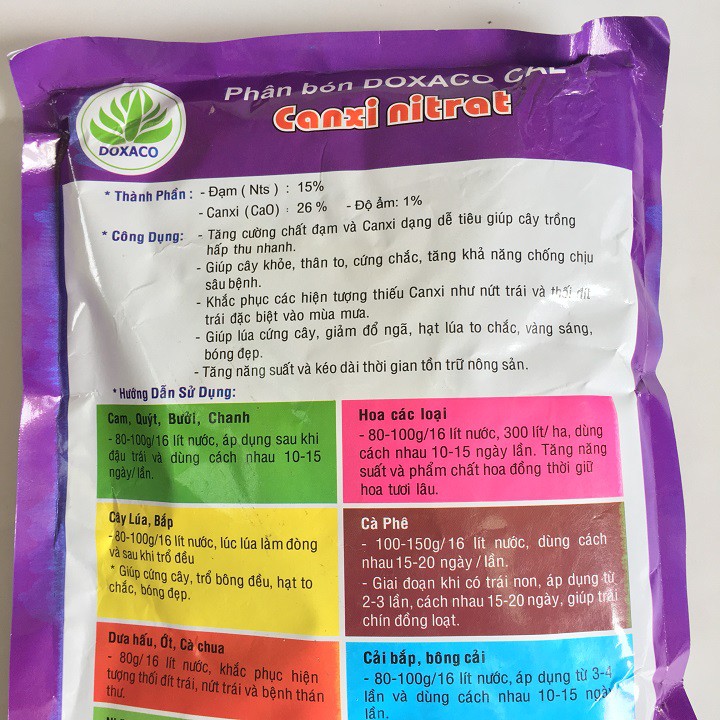 Phân bón DOXACO CAL
Canxi nitrat
DOXACO
* Thành Phần : - Đạm ( Nts ) : 15%
- Canxi (CaO) : 26 % - Độ ẩm: 1%
* Công Dụng: - Tăng cường chất đạm và Canxi dạng dễ tiêu giúp cây trồng
hấp thu nhanh.
- Giúp cây khỏe, thân to, cứng chắc, tăng khả năng chống chịu
sâu bệnh.
- Khắc phục các hiện tượng thiếu Canxi như nứt trái và thối đít
trái đặc biệt vào mùa mưa.
- Giúp lúa cứng cây, giảm đổ ngã, hạt lúa to chắc, vàng sáng,
bóng đẹp.
- Tăng năng suất và kéo dài thời gian tồn trữ nông sản.
* Hướng Dẫn Sử Dụng:
Cam, Quýt, Bưởi, Chanh
- 80-100g/16 lít nước, áp dụng sau khi
đậu trái và dùng cách nhau 10-15
ngày/ lần.
Hoa các loại
- 80-100g/16 lít nước, 300 lít/ ha, dùng
cách nhau 10-15 ngày lần. Tăng năng
suất và phẩm chất hoa đồng thời giữ
hoa tươi lâu.
Cây Lúa, Bắp
- 80-100g/16 lít nước, lúc lúa làm đòng
và sau khi trổ đều
* Giúp cứng cây, trổ bông đều, hạt to
chắc, bóng đẹp.
Cà Phê
- 100-150g/16 lít nước, dùng cách
nhau 15-20 ngày / lần.
- Giai đoạn khi có trái non, áp dụng từ
2-3 lần, cách nhau 15-20 ngày, giúp trái
chín đồng loạt.
Dưa hấu, Ớt, Cà chua
- 80g/16 lít nước, khắc phục hiện
tượng thối đít trái, nứt trái và bệnh thán
thư.
Cải bắp, bông cải
- 80-100g/16 lít nước, áp dụng từ 3-4
lần và dùng cách nhau 10-15 ngày/
lần.